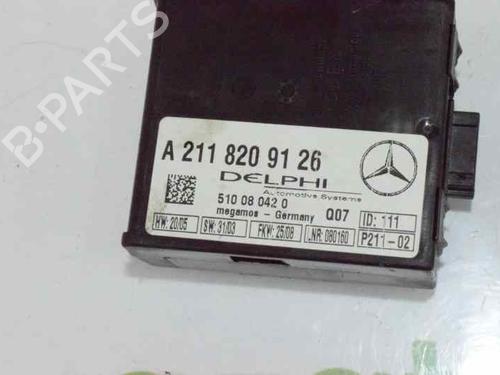 B-PARTS
A 211 820 91 26
DELPHI
Automotive Systems
510 08 042 0
megamos - Germany
Q07
ID: 111
HW: 20/05
SW: 31/03
FKW: 25/08
LNR: 080160
P211-02